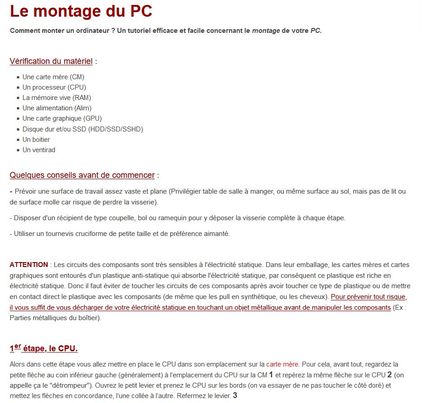 Le montage du PC
Comment monter un ordinateur ? Un tutoriel efficace et facile concernant le montage de votre PC.
Vérification du matériel :
Une carte mère (CM)
Un processeur (CPU)
La mémoire vive (RAM)
Une alimentation (Alim)
Une carte graphique (GPU)
Disque dur et/ou SSD (HDD/SSD/SSHD)
Un boitier
Un ventirad
Quelques conseils avant de commencer :
- Prévoir une surface de travail assez vaste et plane (Privilégier table de salle à manger, ou même surface au sol, mais pas de lit ou
de surface molle car risque de perdre la visserie).
- Disposer d'un récipient de type coupelle, bol ou ramequin pour y déposer la visserie complète à chaque étape.
- Utiliser un tournevis cruciforme de petite taille et de préférence aimanté.
ATTENTION : Les circuits des composants sont très sensibles à l'électricité statique. Dans leur emballage, les cartes mères et cartes
graphiques sont entourés d'un plastique anti-statique qui absorbe l'électricité statique, par conséquent ce plastique est riche en
électricité statique. Donc il faut éviter de toucher les circuits de ces composants après avoir toucher ce type de plastique ou de mettre
en contact direct le plastique avec les composants (de même que les pull en synthétique, ou les cheveux). Pour prévenir tout risque,
il vous suffit de vous décharger de votre électricité statique en touchant un objet métallique avant de manipuler les composants (Ex :
Parties métalliques du boîtier).
1er étape, le CPU.
Alors dans cette étape vous allez mettre en place le CPU dans son emplacement sur la carte mère. Pour cela, avant tout, regardez la
petite flèche au coin inférieur gauche (généralement) à l'emplacement du CPU sur la CM 1 et repérez la même flèche sur le CPU 2 (on
appelle ça le "détrompeur"). Ouvrez le petit levier et prenez le CPU sur les bords (on va essayer de ne pas toucher le côté doré) et
mettez les flèches en concordance, l'une collée à l'autre. Refermez le levier. 3